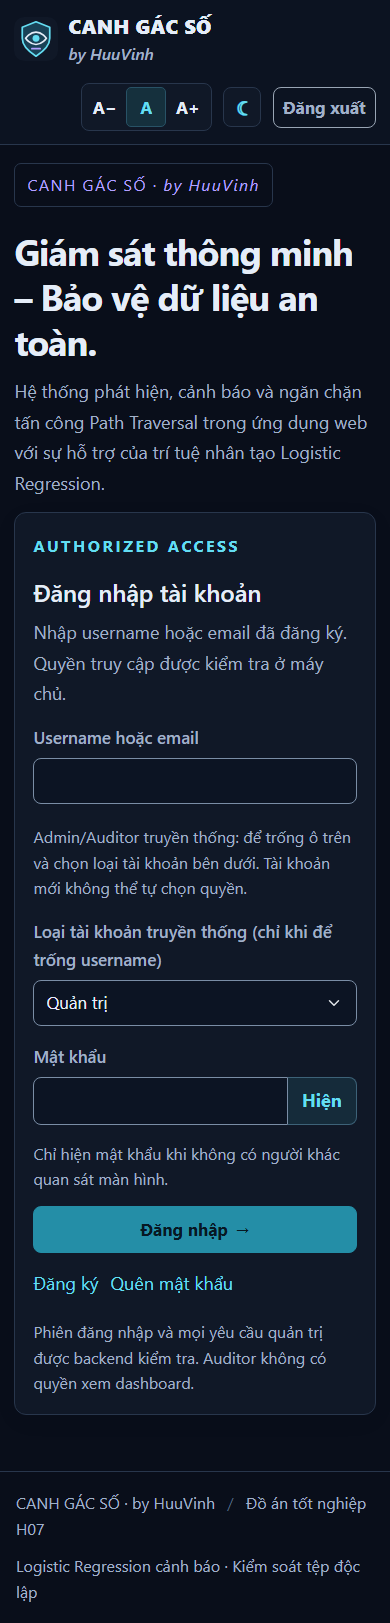 CANH GÁC SỐ
by HuuVinh
A− A A+ Đăng xuất
CANH GÁC SỐ · by HuuVinh
Giám sát thông minh
– Bảo vệ dữ liệu an
toàn.
Hệ thống phát hiện, cảnh báo và ngăn chặn
tấn công Path Traversal trong ứng dụng web
với sự hỗ trợ của trí tuệ nhân tạo Logistic
Regression.
AUTHORIZED ACCESS
Đăng nhập tài khoản
Nhập username hoặc email đã đăng ký.
Quyền truy cập được kiểm tra ở máy
chủ.
Username hoặc email
Admin/Auditor truyền thống: để trống ô trên
và chọn loại tài khoản bên dưới. Tài khoản
mới không thể tự chọn quyền.
Loại tài khoản truyền thống (chỉ khi để
trống username)
Quản trị
Mật khẩu
Hiện
Chỉ hiện mật khẩu khi không có người khác
quan sát màn hình.
Đăng nhập →
Đăng ký Quên mật khẩu
Phiên đăng nhập và mọi yêu cầu quản trị
được backend kiểm tra. Auditor không có
quyền xem dashboard.
CANH GÁC SỐ · by HuuVinh / Đồ án tốt nghiệp
H07
Logistic Regression cảnh báo · Kiểm soát tệp độc
lập